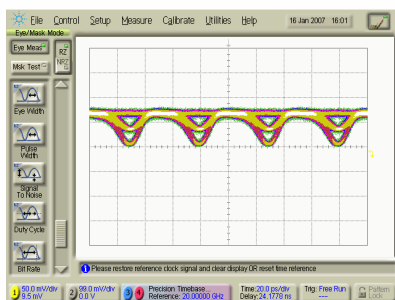 File Control Setup Measure Calibrate Utilities Help 16 Jan 2007 16:01
Eye/Mask Mode
Eye Meas
RZ
NRZ
Msk Test
Eye Width
Pulse Width
Signal To Noise
Duty Cycle
Bit Rate
Please restore reference clock signal and clear display OR reset time reference
1 50.0 mV/div 2 99.0 mV/div 3 4 Precision Timebase... Time:20.0 ps/div Trig: Free Run Pattern
9.5 mV 0.0 V Reference: 20.00000 GHz Delay:24.1778 ns --- Lock